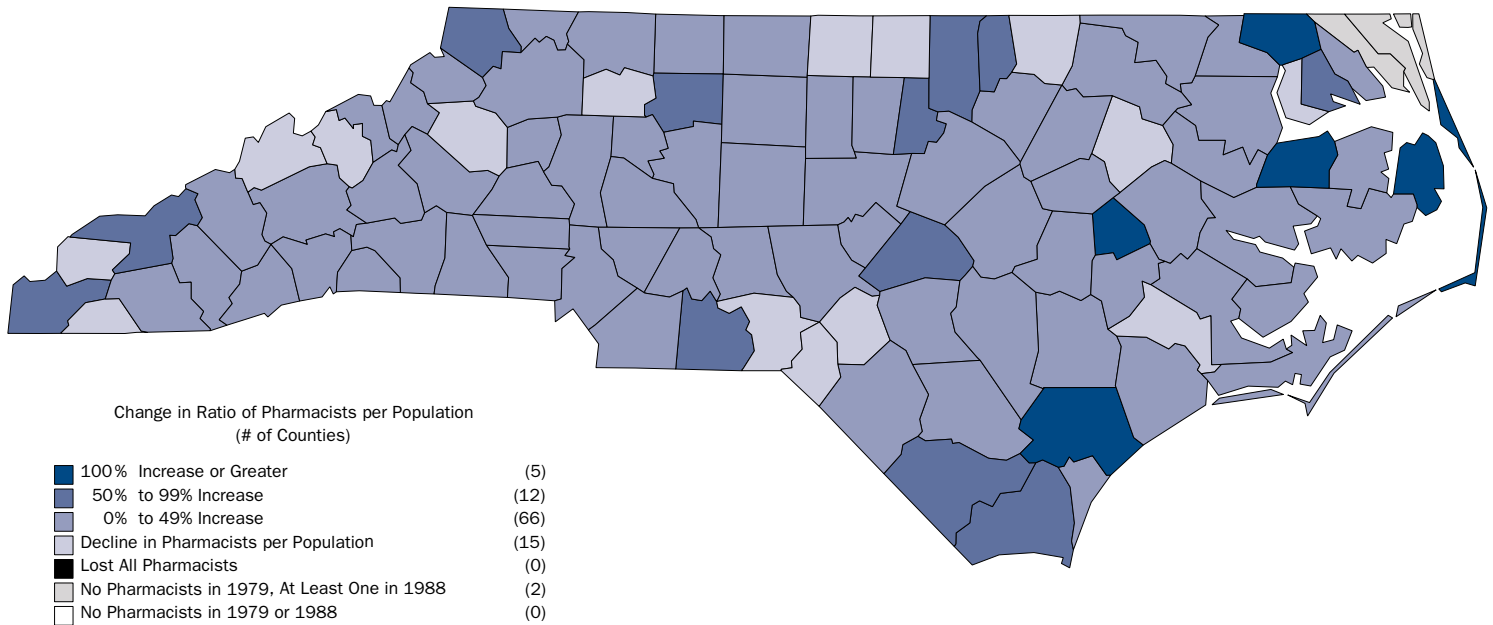 Change in Ratio of Pharmacists per Population
(# of Counties)
100% Increase or Greater (5)
50% to 99% Increase (12)
0% to 49% Increase (66)
Decline in Pharmacists per Population (15)
Lost All Pharmacists (0)
No Pharmacists in 1979, At Least One in 1988 (2)
No Pharmacists in 1979 or 1988 (0)